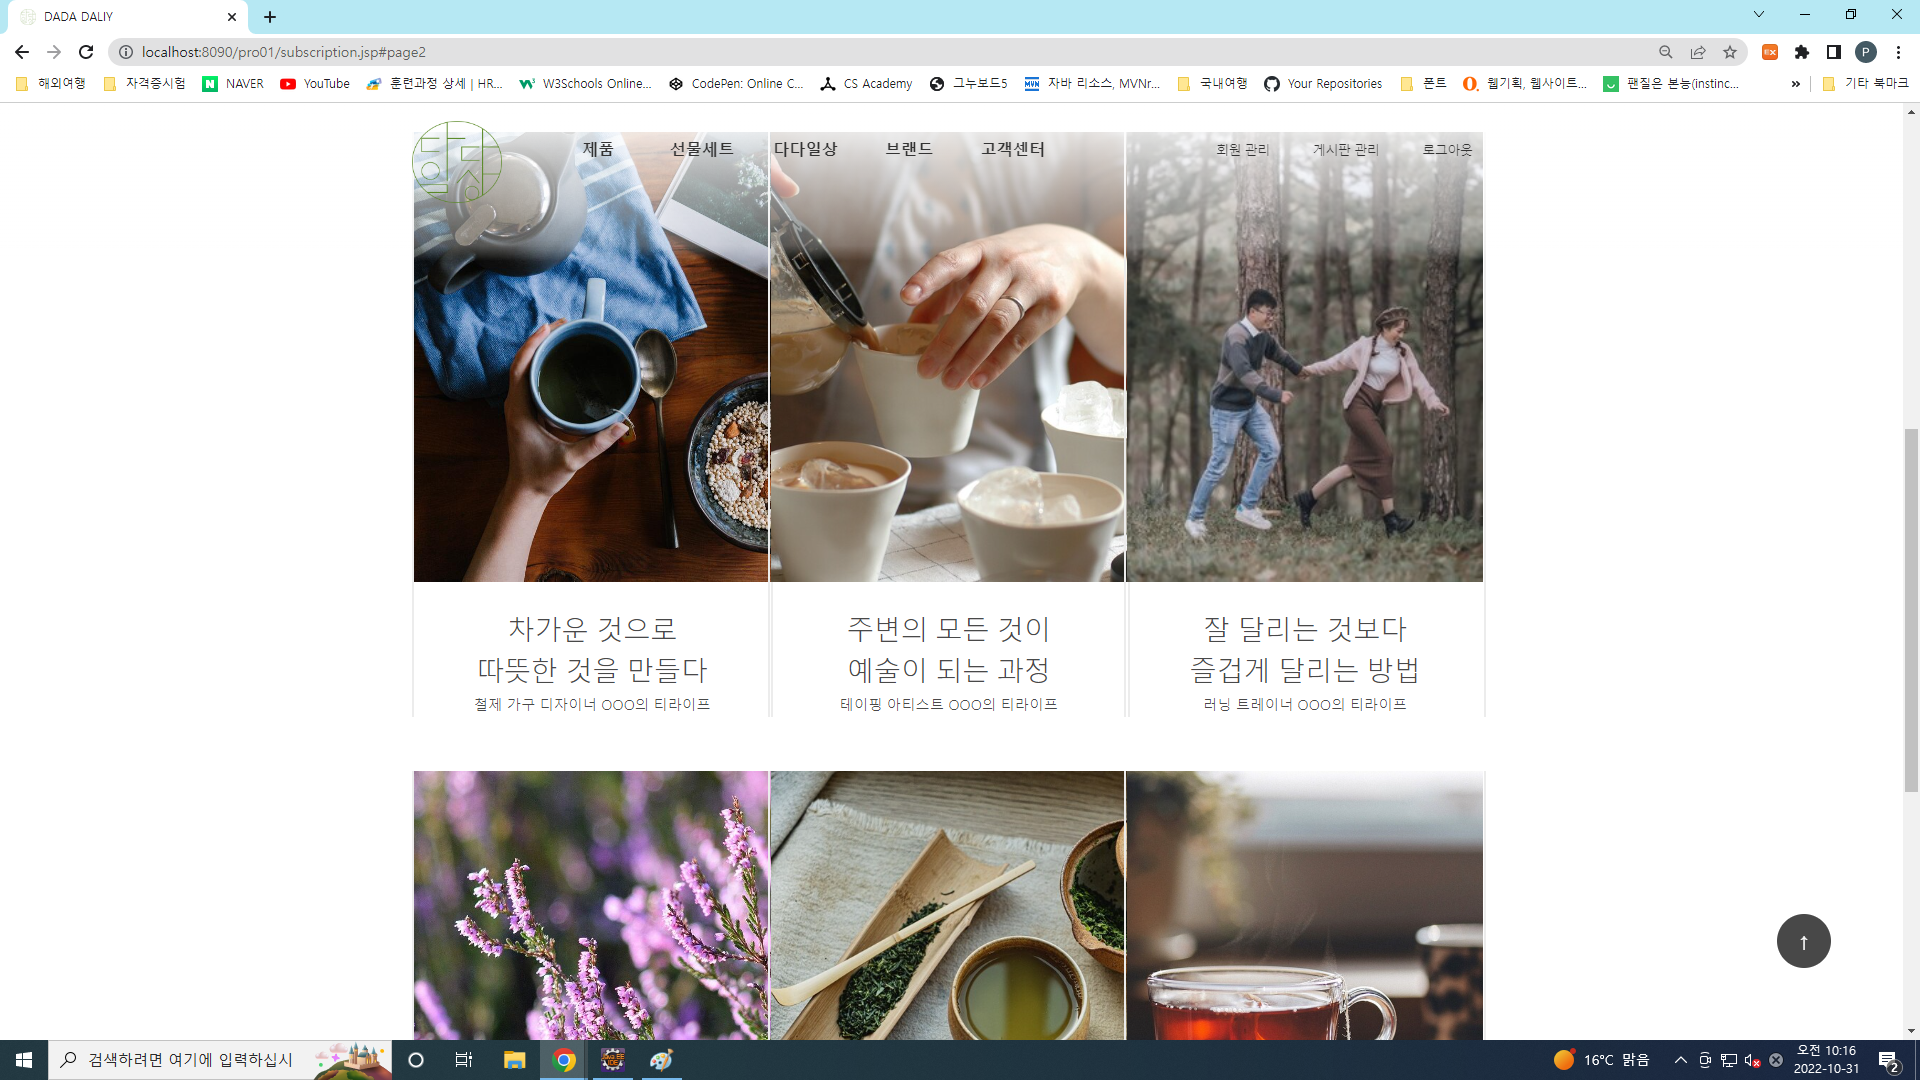 DADA DALIY
localhost:8090/pro01/subscription.jsp#page2
P
해외여행 자격증시험 NAVER YouTube 훈련과정 상세 | HR... W3Schools Online... CodePen: Online C... CS Academy 그누보드5 MVN 자바 리소스, MVNr... 국내여행 Your Repositories 폰트 웹기획, 웹사이트... 팬질은 본능(instinc... » 기타 북마크
제품 선물세트 다다일상 브랜드 고객센터 회원 관리 게시판 관리 로그아웃
차가운 것으로
따뜻한 것을 만들다
철제 가구 디자이너 OOO의 티라이프
주변의 모든 것이
예술이 되는 과정
테이핑 아티스트 OOO의 티라이프
잘 달리는 것보다
즐겁게 달리는 방법
러닝 트레이너 OOO의 티라이프
↑
검색하려면 여기에 입력하십시
16°C 맑음
오전 10:16
2022-10-31
2